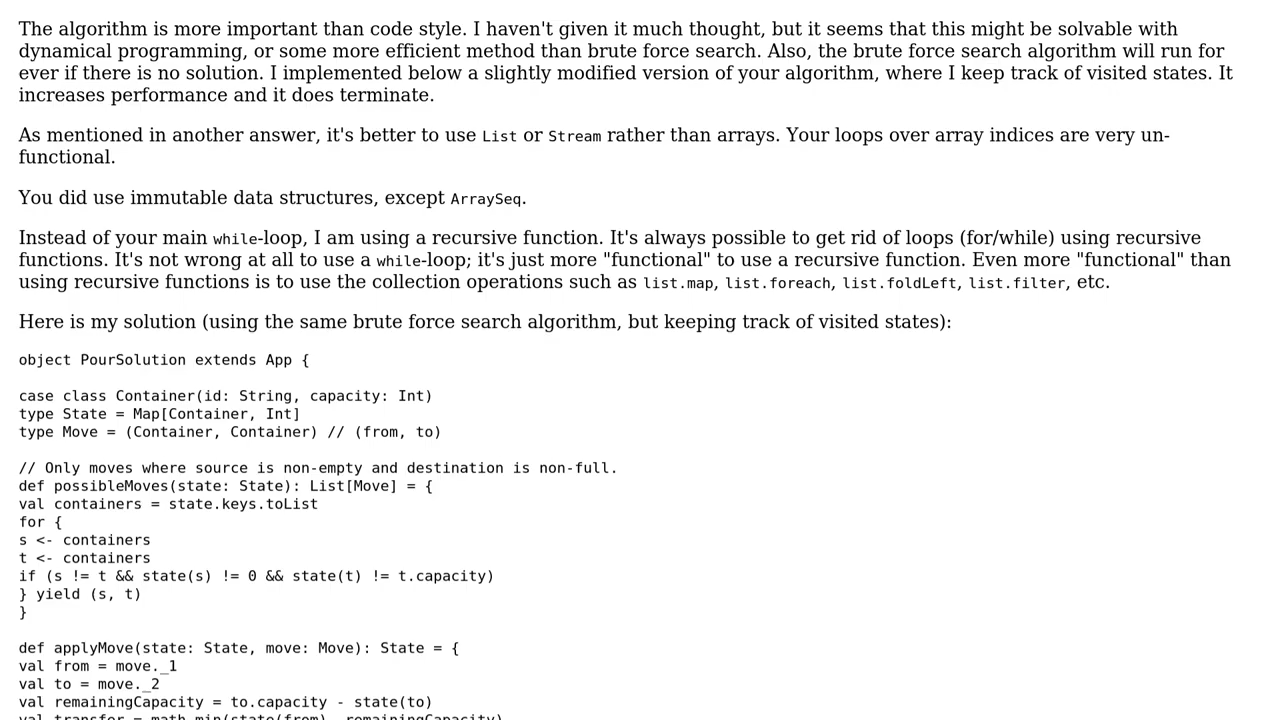 The algorithm is more important than code style. I haven't given it much thought, but it seems that this might be solvable with
dynamical programming, or some more efficient method than brute force search. Also, the brute force search algorithm will run for
ever if there is no solution. I implemented below a slightly modified version of your algorithm, where I keep track of visited states. It
increases performance and it does terminate.
As mentioned in another answer, it's better to use List or Stream rather than arrays. Your loops over array indices are very un-
functional.
You did use immutable data structures, except ArraySeq.
Instead of your main while-loop, I am using a recursive function. It's always possible to get rid of loops (for/while) using recursive
functions. It's not wrong at all to use a while-loop; it's just more "functional" to use a recursive function. Even more "functional" than
using recursive functions is to use the collection operations such as list.map, list.foreach, list.foldLeft, list.filter, etc.
Here is my solution (using the same brute force search algorithm, but keeping track of visited states):
object PourSolution extends App {
case class Container(id: String, capacity: Int)
type State = Map[Container, Int]
type Move = (Container, Container) // (from, to)
// Only moves where source is non-empty and destination is non-full.
def possibleMoves(state: State): List[Move] = {
val containers = state.keys.toList
for {
s <- containers
t <- containers
if (s != t && state(s) != 0 && state(t) != t.capacity)
} yield (s, t)
}
def applyMove(state: State, move: Move): State = {
val from = move._1
val to = move._2
val remainingCapacity = to.capacity - state(to)
val transfer = math.min(state(from), remainingCapacity)